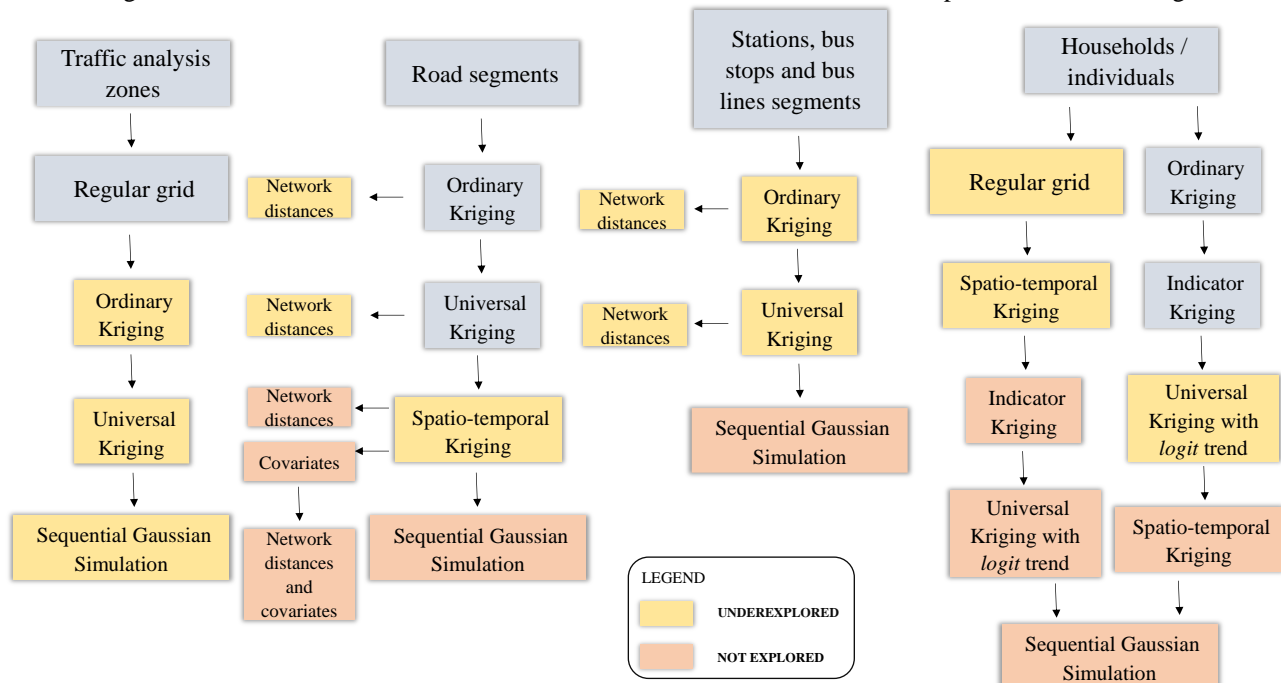 Traffic analysis
zones
Regular grid
Ordinary
Kriging
Universal
Kriging
Sequential Gaussian
Simulation
Road segments
Ordinary
Kriging
Network
distances
Universal
Kriging
Network
distances
Spatio-temporal
Kriging
Network
distances
Covariates
Network
distances
and
covariates
Sequential Gaussian
Simulation
Stations, bus
stops and bus
lines segments
Ordinary
Kriging
Network
distances
Universal
Kriging
Network
distances
Sequential Gaussian
Simulation
Households /
individuals
Regular grid
Spatio-temporal
Kriging
Indicator
Kriging
Universal
Kriging with
logit trend
Ordinary
Kriging
Indicator
Kriging
Universal
Kriging with
logit trend
Spatio-temporal
Kriging
Sequential Gaussian
Simulation
LEGEND
UNDEREXPLORED
NOT EXPLORED